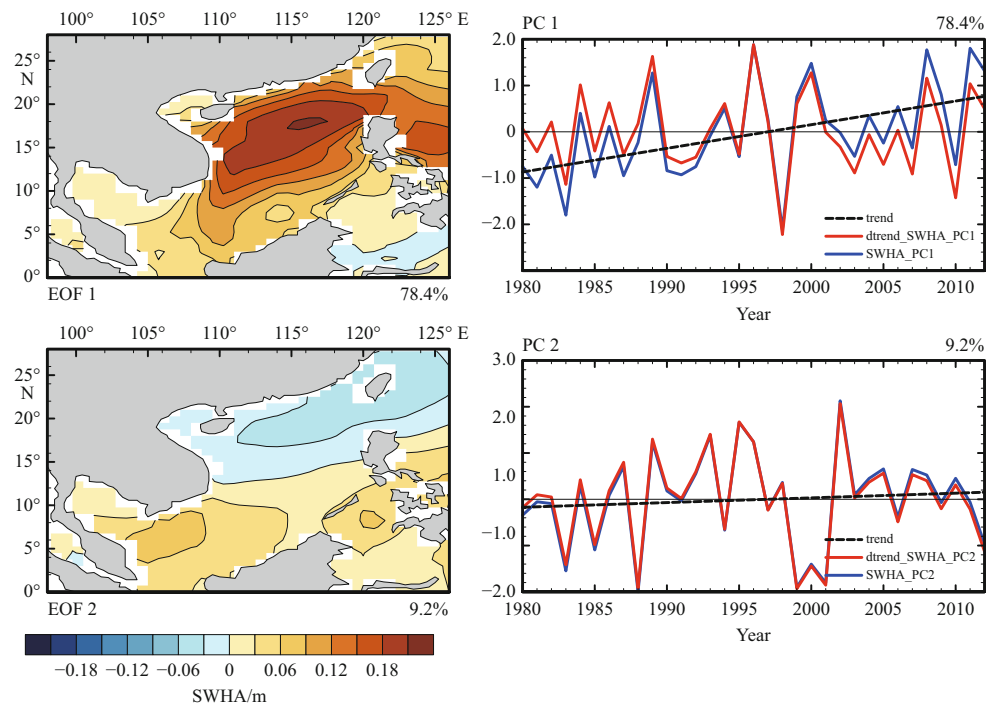 100° 105° 110° 115° 120° 125° E
25°
N
20°
15°
10°
5°
0°
EOF 1 78.4%
PC 1 78.4%
2.0
1.0
0
−1.0
−2.0
trend
dtrend_SWHA_PC1
SWHA_PC1
1980 1985 1990 1995 2000 2005 2010
Year
100° 105° 110° 115° 120° 125° E
25°
N
20°
15°
10°
5°
0°
EOF 2 9.2%
PC 2 9.2%
3.0
2.0
1.0
−1.0
−2.0
trend
dtrend_SWHA_PC2
SWHA_PC2
1980 1985 1990 1995 2000 2005 2010
Year
−0.18 −0.12 −0.06 0 0.06 0.12 0.18
SWHA/m